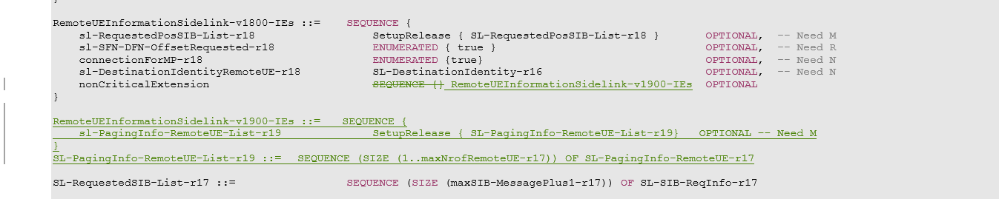 }
RemoteUEInformationSidelink-v1800-IEs ::= SEQUENCE {
sl-RequestedPosSIB-List-r18 SetupRelease { SL-RequestedPosSIB-List-r18 } OPTIONAL, -- Need M
sl-SFN-DFN-OffsetRequested-r18 ENUMERATED { true } OPTIONAL, -- Need R
connectionForMP-r18 ENUMERATED {true} OPTIONAL, -- Need N
sl-DestinationIdentityRemoteUE-r18 SL-DestinationIdentity-r16 OPTIONAL, -- Need N
nonCriticalExtension SEQUENCE {} RemoteUEInformationSidelink-v1900-IEs OPTIONAL
}
RemoteUEInformationSidelink-v1900-IEs ::= SEQUENCE {
sl-PagingInfo-RemoteUE-List-r19 SetupRelease { SL-PagingInfo-RemoteUE-List-r19} OPTIONAL -- Need M
}
SL-PagingInfo-RemoteUE-List-r19 ::= SEQUENCE (SIZE (1..maxNrofRemoteUE-r17)) OF SL-PagingInfo-RemoteUE-r17
SL-RequestedSIB-List-r17 ::= SEQUENCE (SIZE (maxSIB-MessagePlus1-r17)) OF SL-SIB-ReqInfo-r17